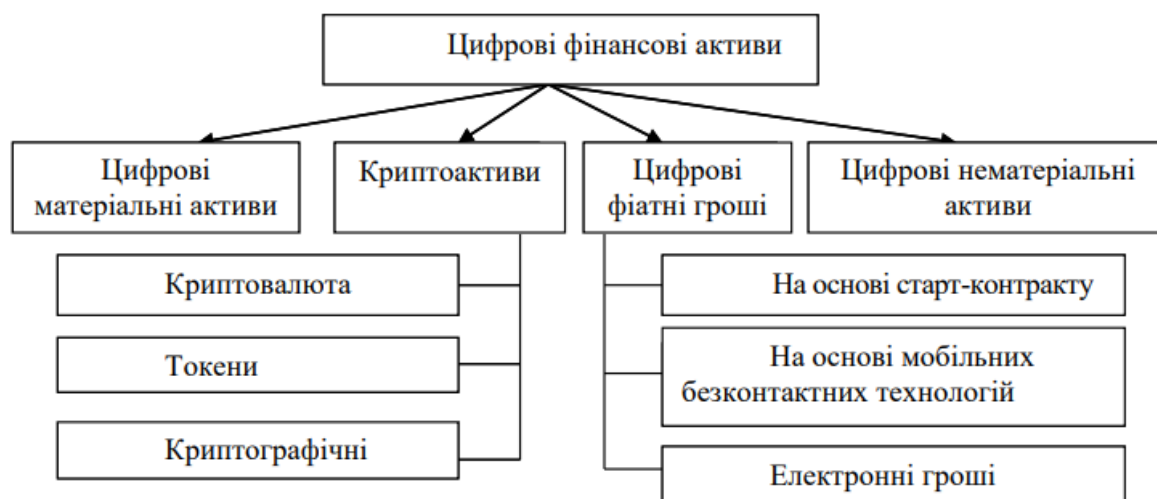 Цифрові фінансові активи
Цифрові
матеріальні активи
Криптоактиви
Цифрові
фіатні гроші
Цифрові нематеріальні
активи
Криптовалюта
Токени
Криптографічні
На основі старт-контракту
На основі мобільних
безконтактних технологій
Електронні гроші